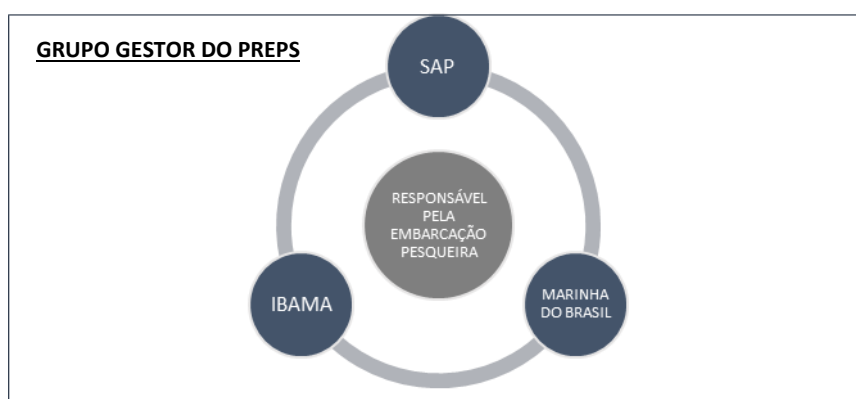 GRUPO GESTOR DO PREPS
SAP
RESPONSÁVEL
PELA
EMBARCAÇÃO
PESQUEIRA
IBAMA
MARINHA
DO BRASIL